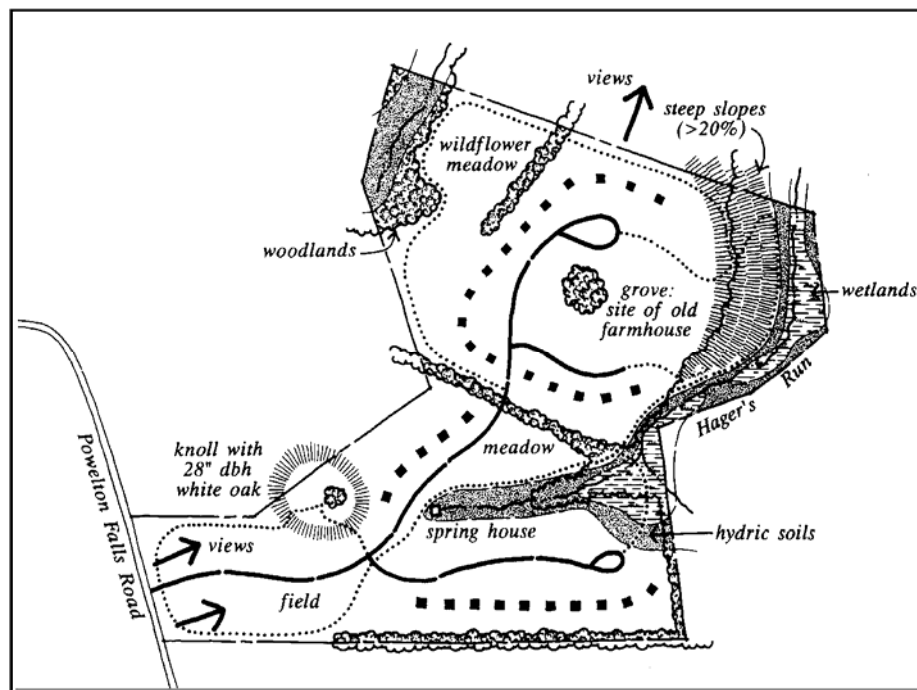 views
steep slopes
(>20%)
wildflower
meadow
woodlands
wetlands
grove:
site of old
farmhouse
Hager's Run
Powelton Falls Road
knoll with
28" dbh
white oak
meadow
spring house
hydric soils
views
field